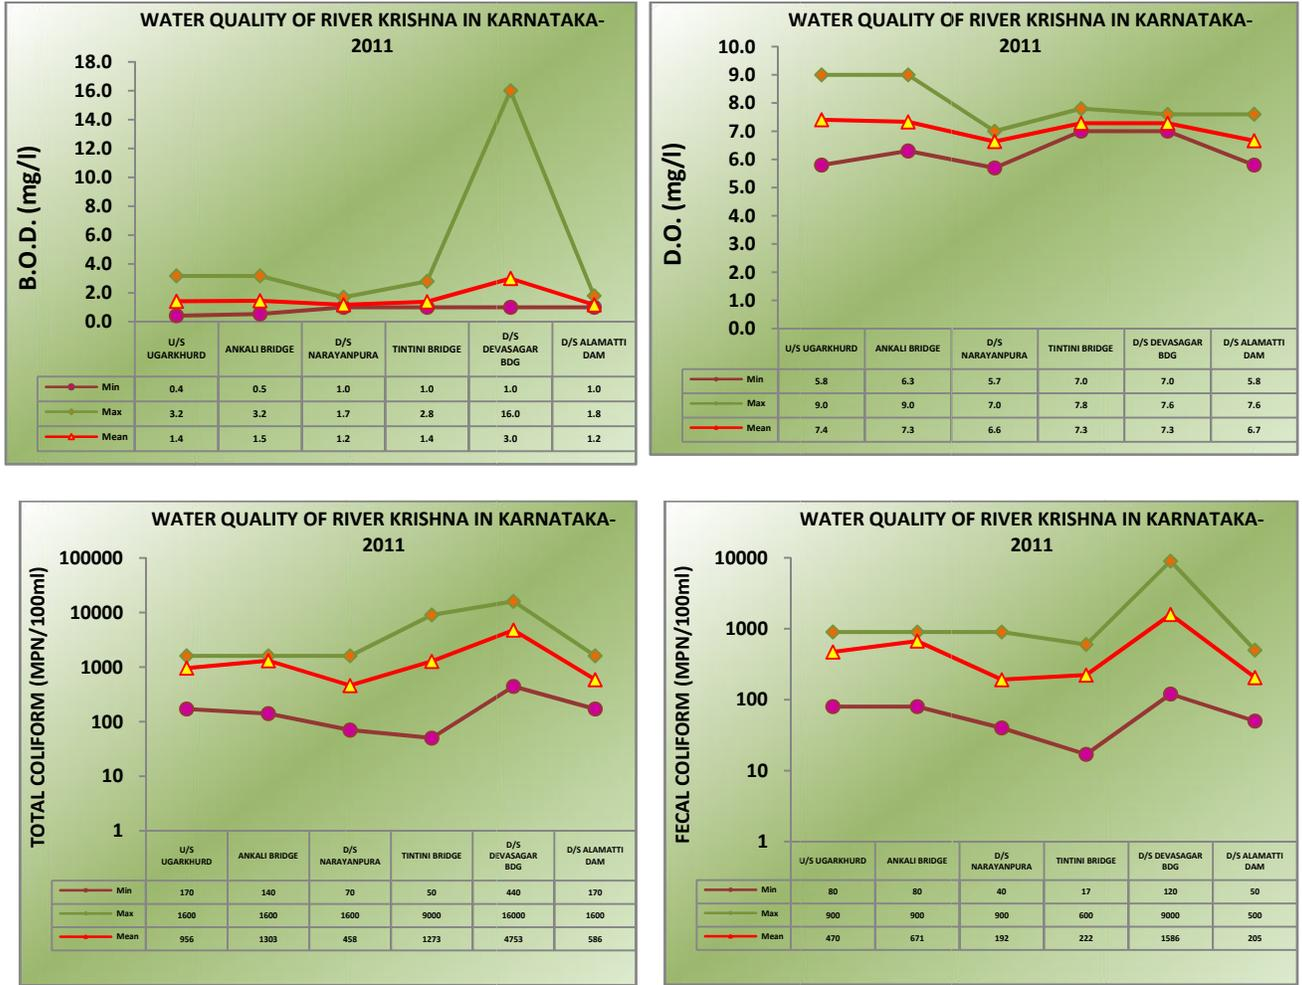 WATER QUALITY OF RIVER KRISHNA IN KARNATAKA-
2011
B.O.D. (mg/l)
18.0
16.0
14.0
12.0
10.0
8.0
6.0
4.0
2.0
0.0
U/S UGARKHURD ANKALI BRIDGE D/S NARAYANPURA TINTINI BRIDGE D/S DEVASAGAR BDG D/S ALAMATTI DAM
Min 0.4 0.5 1.0 1.0 1.0 1.0
Max 3.2 3.2 1.7 2.8 16.0 1.8
Mean 1.4 1.5 1.2 1.4 3.0 1.2
WATER QUALITY OF RIVER KRISHNA IN KARNATAKA-
2011
D.O. (mg/l)
10.0
9.0
8.0
7.0
6.0
5.0
4.0
3.0
2.0
1.0
0.0
U/S UGARKHURD ANKALI BRIDGE D/S NARAYANPURA TINTINI BRIDGE D/S DEVASAGAR BDG D/S ALAMATTI DAM
Min 5.8 6.3 5.7 7.0 7.0 5.8
Max 9.0 9.0 7.0 7.8 7.6 7.6
Mean 7.4 7.3 6.6 7.3 7.3 6.7
WATER QUALITY OF RIVER KRISHNA IN KARNATAKA-
2011
TOTAL COLIFORM (MPN/100ml)
100000
10000
1000
100
10
1
U/S UGARKHURD ANKALI BRIDGE D/S NARAYANPURA TINTINI BRIDGE D/S DEVASAGAR BDG D/S ALAMATTI DAM
Min 170 140 70 50 440 170
Max 1600 1600 1600 9000 16000 1600
Mean 956 1303 458 1273 4753 586
WATER QUALITY OF RIVER KRISHNA IN KARNATAKA-
2011
FECAL COLIFORM (MPN/100ml)
10000
1000
100
10
1
U/S UGARKHURD ANKALI BRIDGE D/S NARAYANPURA TINTINI BRIDGE D/S DEVASAGAR BDG D/S ALAMATTI DAM
Min 80 80 40 17 120 50
Max 900 900 900 600 9000 500
Mean 470 671 192 222 1586 205